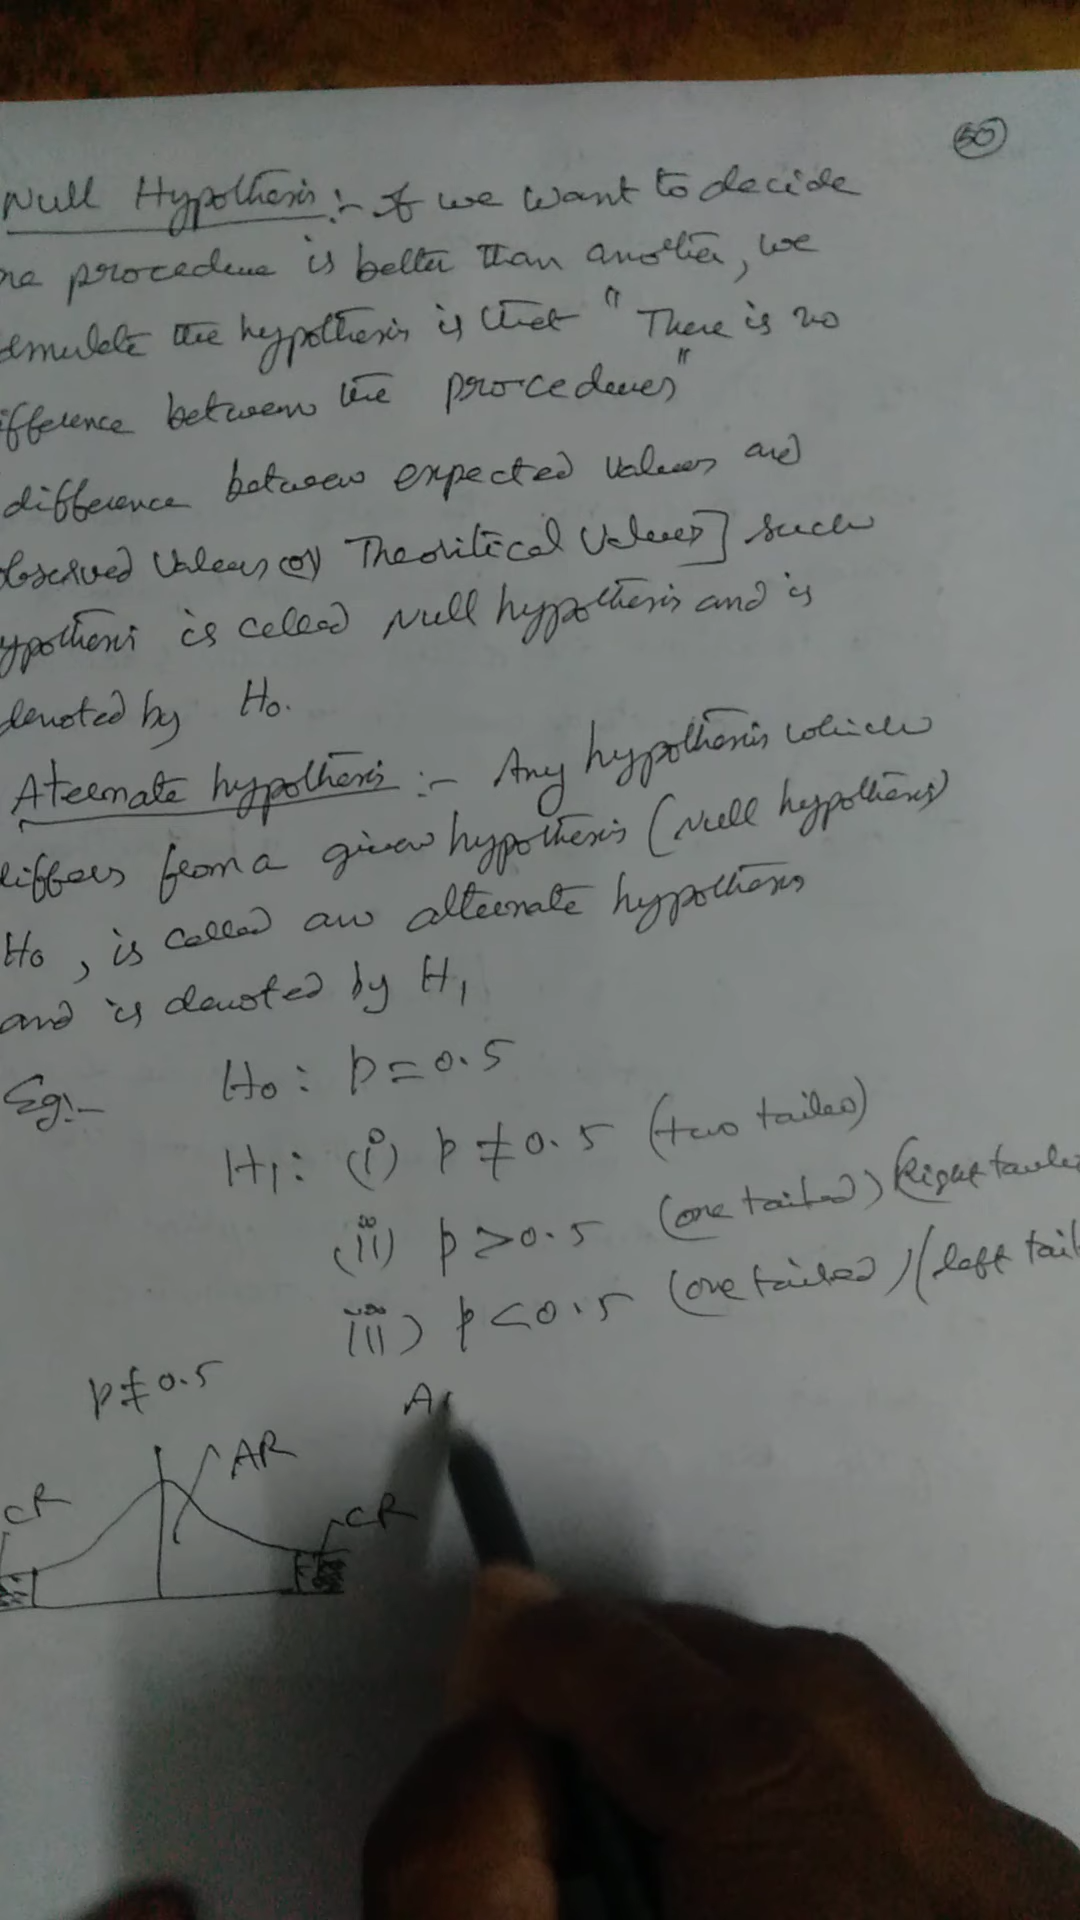 50
Null Hypothesis :- If we want to decide
ne procedure is better than another, we
ormulate the hypothesis is that "There is no
ifference between the procedures"
difference between expected values and
observed values (or) Theoritical values] such
ypothesis is called Null hypothesis and is
denoted by H0.
Alternate hypothesis :- Any hypothesis which
differs from a given hypothesis (Null hypothesis)
H0, is called an alternate hypothesis
and is denoted by H1
Eg:- H0: p=0.5
H1: (i) p≠0.5 (two tailed)
(ii) p>0.5 (one tailed) (Right taile
iii) p<0.5 (one tailed) (left tail
p≠0.5 A
AR
CR CR